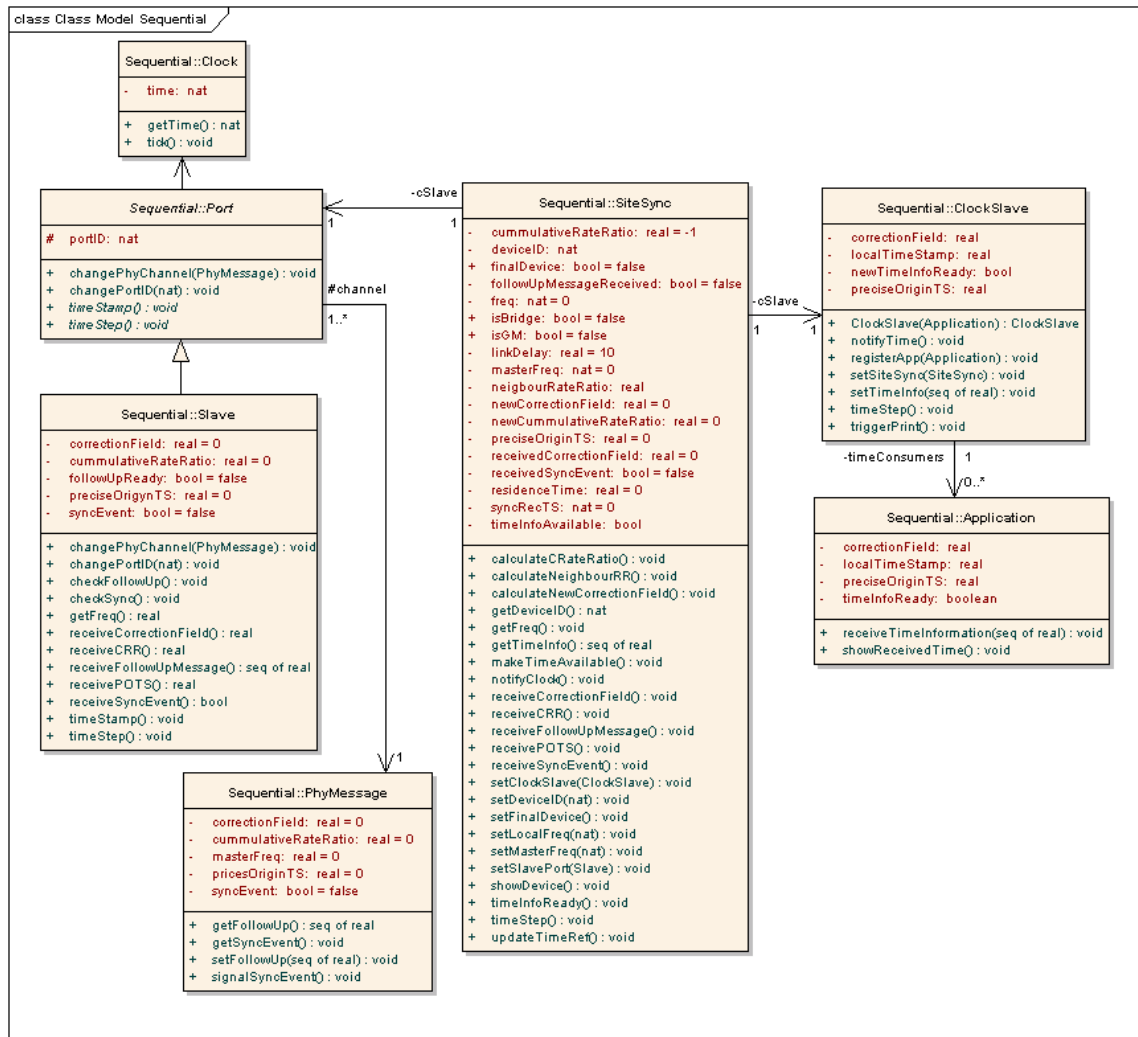 class Class Model Sequential
Sequential::Clock
- time: nat
+ getTime() : nat
+ tick() : void
Sequential::Port
# portID: nat
+ changePhyChannel(PhyMessage) : void
+ changePortID(nat) : void
+ timeStamp() : void
+ timeStep() : void
-cSlave
1
1
#channel
1..*
1
Sequential::Slave
- correctionField: real = 0
- cummulativeRateRatio: real = 0
- followUpReady: bool = false
- preciseOrigynTS: real = 0
- syncEvent: bool = false
+ changePhyChannel(PhyMessage) : void
+ changePortID(nat) : void
+ checkFollowUp() : void
+ checkSync() : void
+ getFreq() : real
+ receiveCorrectionField() : real
+ receiveCRR() : real
+ receiveFollowUpMessage() : seq of real
+ receivePOTS() : real
+ receiveSyncEvent() : bool
+ timeStamp() : void
+ timeStep() : void
Sequential::PhyMessage
- correctionField: real = 0
- cummulativeRateRatio: real = 0
- masterFreq: real = 0
- pricesOriginTS: real = 0
- syncEvent: bool = false
+ getFollowUp() : seq of real
+ getSyncEvent() : void
+ setFollowUp(seq of real) : void
+ signalSyncEvent() : void
Sequential::SiteSync
- cummulativeRateRatio: real = -1
- deviceID: nat
+ finalDevice: bool = false
- followUpMessageReceived: bool = false
- freq: nat = 0
+ isBridge: bool = false
+ isGM: bool = false
- linkDelay: real = 10
- masterFreq: nat = 0
- neigbourRateRatio: real
- newCorrectionField: real = 0
- newCummulativeRateRatio: real = 0
- preciseOriginTS: real = 0
- receivedCorrectionField: real = 0
- receivedSyncEvent: bool = false
- residenceTime: real = 0
- syncRecTS: nat = 0
- timeInfoAvailable: bool
+ calculateCRateRatio() : void
+ calculateNeighbourRR() : void
+ calculateNewCorrectionField() : void
+ getDeviceID() : nat
+ getFreq() : void
+ getTimeInfo() : seq of real
+ makeTimeAvailable() : void
+ notifyClock() : void
+ receiveCorrectionField() : void
+ receiveCRR() : void
+ receiveFollowUpMessage() : void
+ receivePOTS() : void
+ receiveSyncEvent() : void
+ setClockSlave(ClockSlave) : void
+ setDeviceID(nat) : void
+ setFinalDevice() : void
+ setLocalFreq(nat) : void
+ setMasterFreq(nat) : void
+ setSlavePort(Slave) : void
+ showDevice() : void
+ timeInfoReady() : void
+ timeStep() : void
+ updateTimeRef() : void
-cSlave
1
1
Sequential::ClockSlave
- correctionField: real
- localTimeStamp: real
- newTimeInfoReady: bool
- preciseOriginTS: real
+ ClockSlave(Application) : ClockSlave
+ notifyTime() : void
+ registerApp(Application) : void
+ setSiteSync(SiteSync) : void
+ setTimeInfo(seq of real) : void
+ timeStep() : void
+ triggerPrint() : void
-timeConsumers
1
0..*
Sequential::Application
- correctionField: real
- localTimeStamp: real
- preciseOriginTS: real
- timeInfoReady: boolean
+ receiveTimeInformation(seq of real) : void
+ showReceivedTime() : void